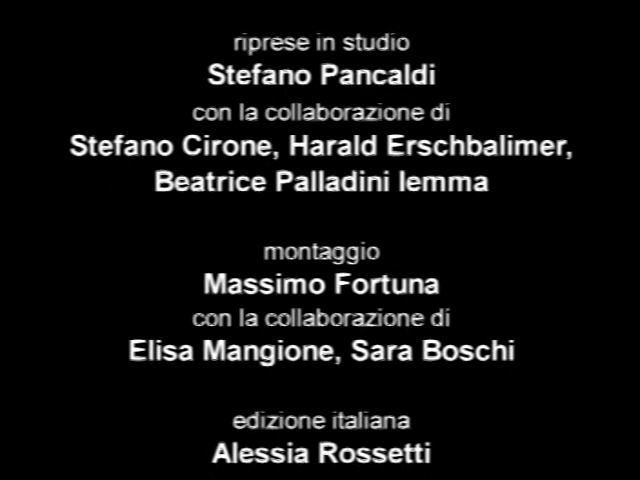 riprese in studio
Stefano Pancaldi
con la collaborazione di
Stefano Cirone, Harald Erschbalimer,
Beatrice Palladini Iemma
montaggio
Massimo Fortuna
con la collaborazione di
Elisa Mangione, Sara Boschi
edizione italiana
Alessia Rossetti